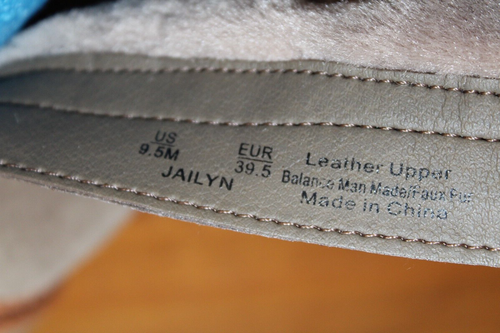 US
9.5M
JAILYN
EUR
39.5
Leather Upper
Balance Man Made/Faux Fur
Made in China